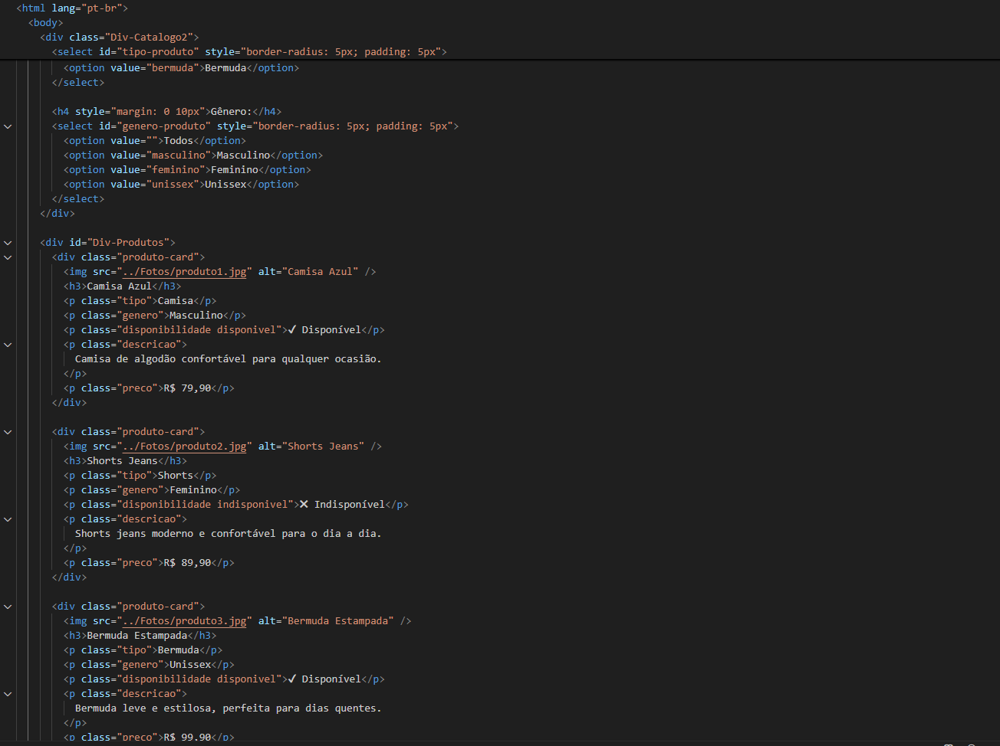 <html lang="pt-br">
<body>
<div class="Div-Catalogo2">
<select id="tipo-produto" style="border-radius: 5px; padding: 5px">
<option value="bermuda">Bermuda</option>
</select>
<h4 style="margin: 0 10px">Gênero:</h4>
<select id="genero-produto" style="border-radius: 5px; padding: 5px">
<option value="">Todos</option>
<option value="masculino">Masculino</option>
<option value="feminino">Feminino</option>
<option value="unissex">Unissex</option>
</select>
</div>
<div id="Div-Produtos">
<div class="produto-card">
<img src="../Fotos/produto1.jpg" alt="Camisa Azul" />
<h3>Camisa Azul</h3>
<p class="tipo">Camisa</p>
<p class="genero">Masculino</p>
<p class="disponibilidade disponivel">✔ Disponível</p>
<p class="descricao">
Camisa de algodão confortável para qualquer ocasião.
</p>
<p class="preco">R$ 79,90</p>
</div>
<div class="produto-card">
<img src="../Fotos/produto2.jpg" alt="Shorts Jeans" />
<h3>Shorts Jeans</h3>
<p class="tipo">Shorts</p>
<p class="genero">Feminino</p>
<p class="disponibilidade indisponivel">❌ Indisponível</p>
<p class="descricao">
Shorts jeans moderno e confortável para o dia a dia.
</p>
<p class="preco">R$ 89,90</p>
</div>
<div class="produto-card">
<img src="../Fotos/produto3.jpg" alt="Bermuda Estampada" />
<h3>Bermuda Estampada</h3>
<p class="tipo">Bermuda</p>
<p class="genero">Unissex</p>
<p class="disponibilidade disponivel">✔ Disponível</p>
<p class="descricao">
Bermuda leve e estilosa, perfeita para dias quentes.
</p>
<p class="preco">R$ 99,90</p>